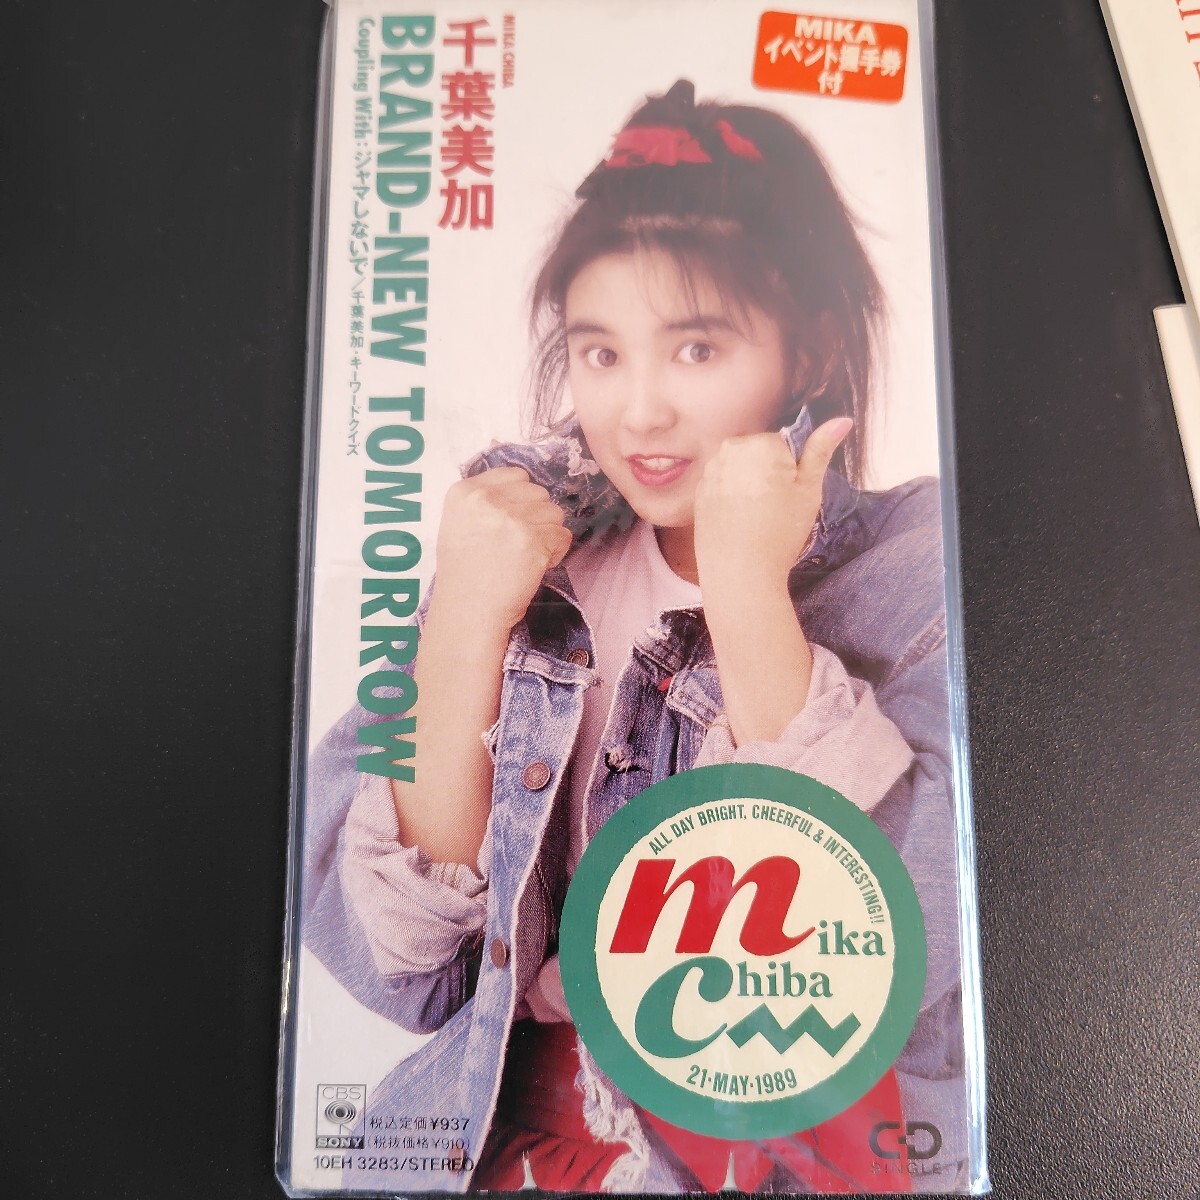 MIKA CHIBA
千葉美加
BRAND-NEW TOMORROW
Coupling With：ジャマしないで／千葉美加・キーワードクイズ
MIKA
イベント握手券
付
ALL DAY BRIGHT, CHEERFUL & INTERESTING!!
mika
Chiba
21·MAY·1989
CBS
SONY
税込定価¥937
(税抜価格¥910)
10EH 3283/STEREO
CD
SINGLE